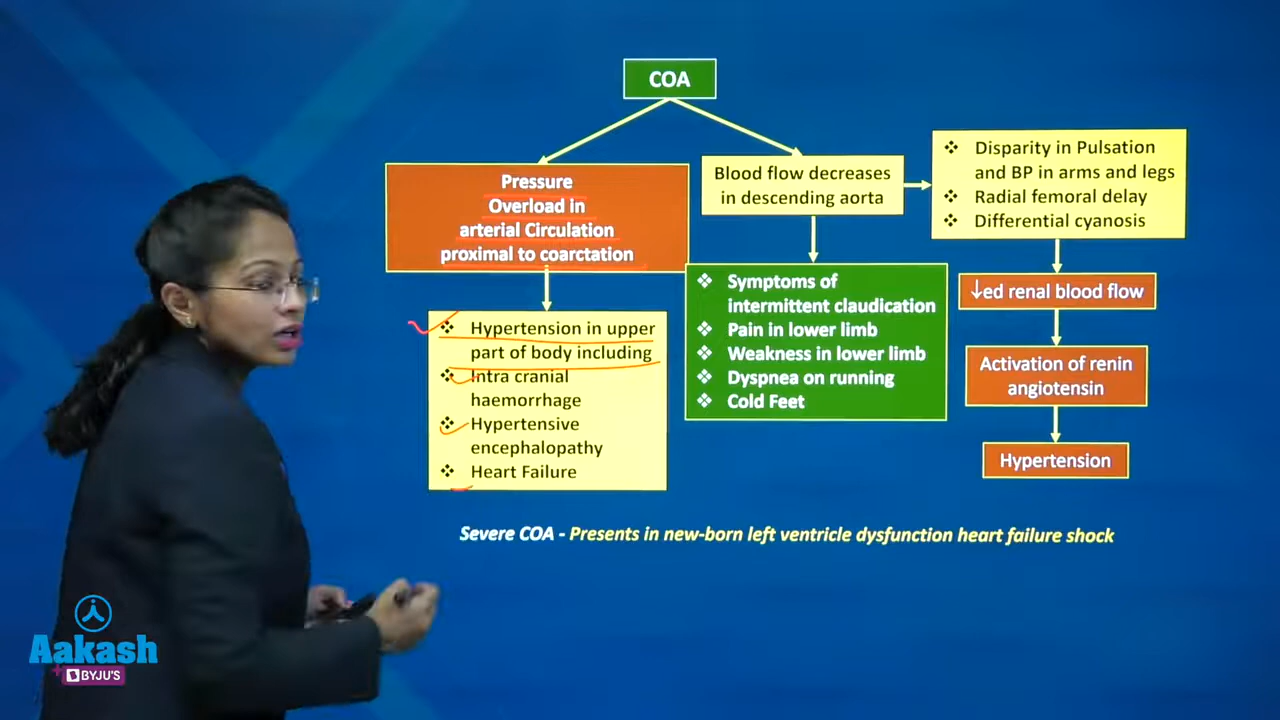 COA
Pressure
Overload in
arterial Circulation
proximal to coarctation
❖ Hypertension in upper
part of body including
❖ Intra cranial
haemorrhage
❖ Hypertensive
encephalopathy
❖ Heart Failure
Blood flow decreases
in descending aorta
❖ Symptoms of
intermittent claudication
❖ Pain in lower limb
❖ Weakness in lower limb
❖ Dyspnea on running
❖ Cold Feet
❖ Disparity in Pulsation
and BP in arms and legs
❖ Radial femoral delay
❖ Differential cyanosis
↓ed renal blood flow
Activation of renin
angiotensin
Hypertension
Severe COA - Presents in new-born left ventricle dysfunction heart failure shock
Aakash
+ BYJU'S